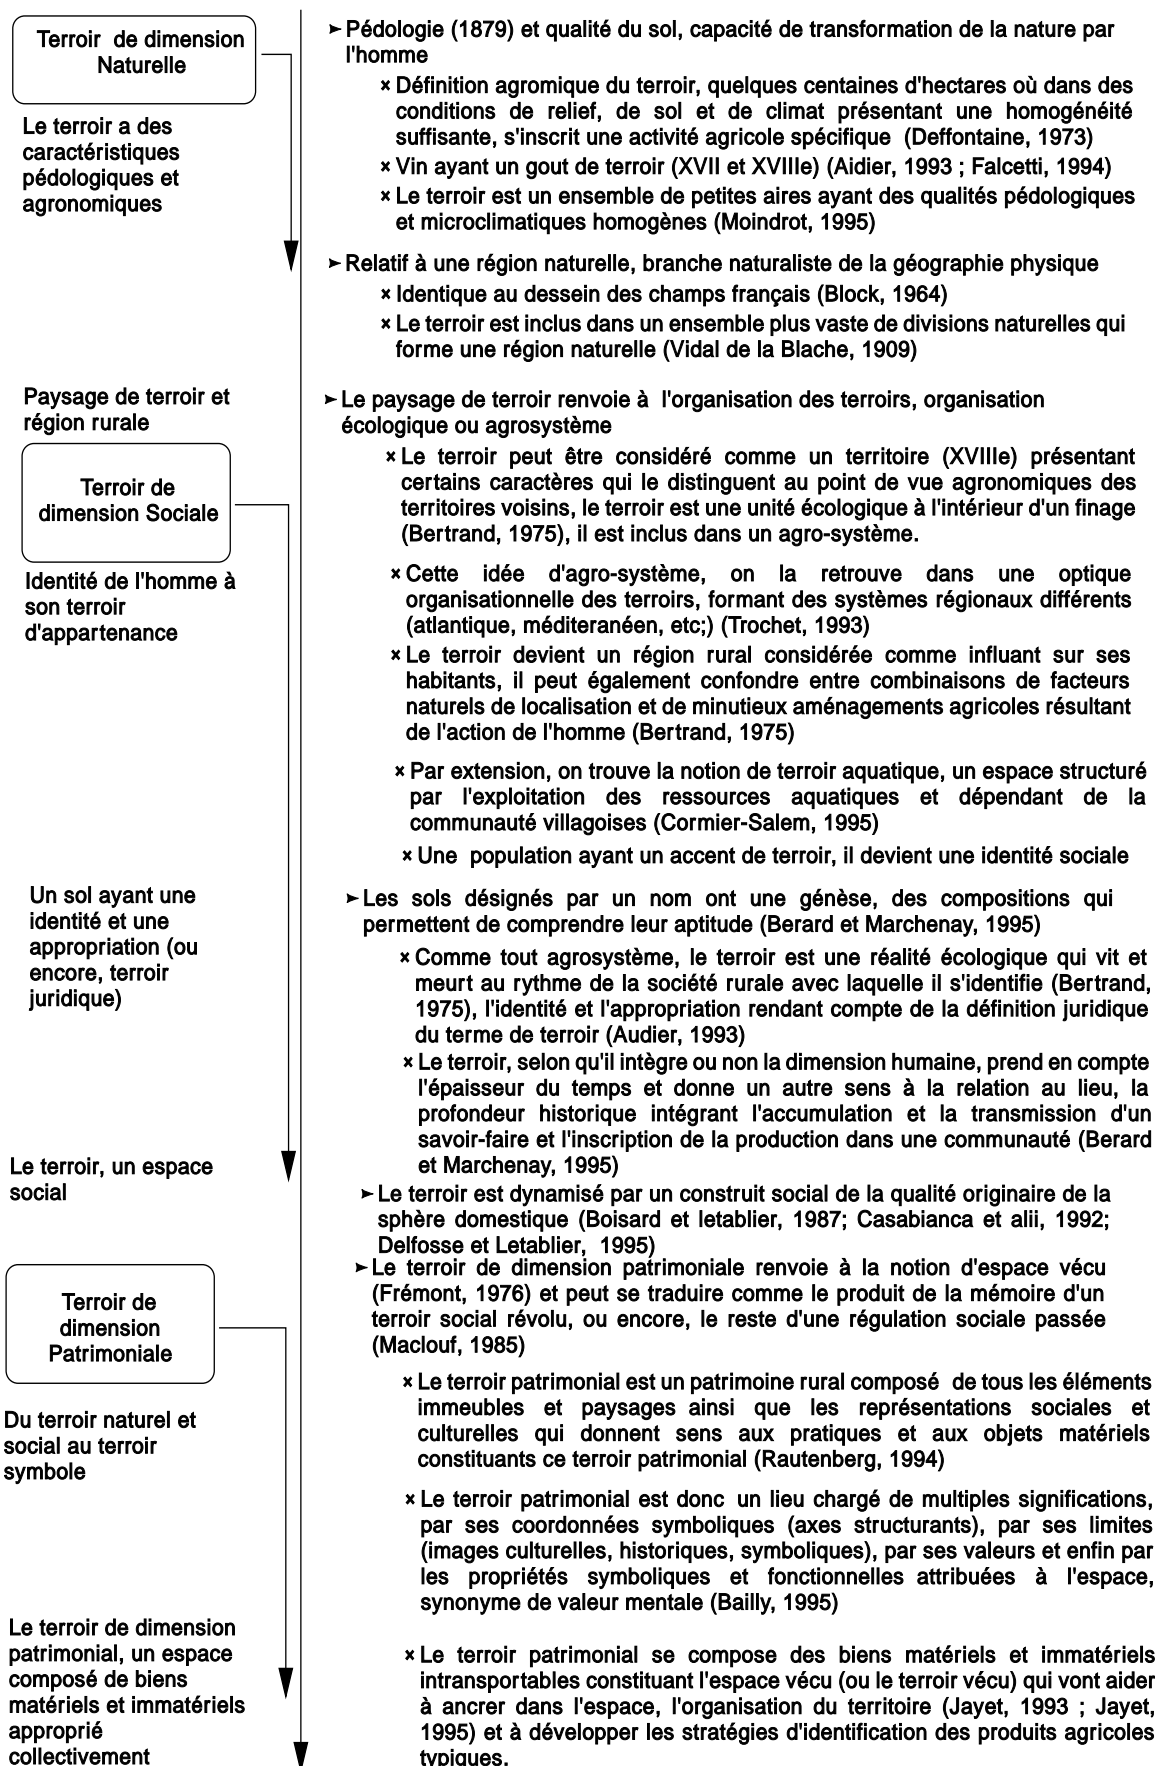 Terroir de dimension
Naturelle
Le terroir a des
caractéristiques
pédologiques et
agronomiques
➢ Pédologie (1879) et qualité du sol, capacité de transformation de la nature par
l'homme
× Définition agromique du terroir, quelques centaines d'hectares où dans des
conditions de relief, de sol et de climat présentant une homogénéité
suffisante, s'inscrit une activité agricole spécifique (Deffontaine, 1973)
× Vin ayant un gout de terroir (XVII et XVIIIe) (Aidier, 1993 ; Falcetti, 1994)
× Le terroir est un ensemble de petites aires ayant des qualités pédologiques
et microclimatiques homogènes (Moindrot, 1995)
➢ Relatif à une région naturelle, branche naturaliste de la géographie physique
× Identique au dessein des champs français (Block, 1964)
× Le terroir est inclus dans un ensemble plus vaste de divisions naturelles qui
forme une région naturelle (Vidal de la Blache, 1909)
Paysage de terroir et
région rurale
Terroir de
dimension Sociale
Identité de l'homme à
son terroir
d'appartenance
➢ Le paysage de terroir renvoie à l'organisation des terroirs, organisation
écologique ou agrosystème
× Le terroir peut être considéré comme un territoire (XVIIIe) présentant
certains caractères qui le distinguent au point de vue agronomiques des
territoires voisins, le terroir est une unité écologique à l'intérieur d'un finage
(Bertrand, 1975), il est inclus dans un agro-système.
× Cette idée d'agro-système, on la retrouve dans une optique
organisationnelle des terroirs, formant des systèmes régionaux différents
(atlantique, méditeranéen, etc;) (Trochet, 1993)
× Le terroir devient un région rural considérée comme influant sur ses
habitants, il peut également confondre entre combinaisons de facteurs
naturels de localisation et de minutieux aménagements agricoles résultant
de l'action de l'homme (Bertrand, 1975)
× Par extension, on trouve la notion de terroir aquatique, un espace structuré
par l'exploitation des ressources aquatiques et dépendant de la
communauté villagoises (Cormier-Salem, 1995)
× Une population ayant un accent de terroir, il devient une identité sociale
Un sol ayant une
identité et une
appropriation (ou
encore, terroir
juridique)
➢ Les sols désignés par un nom ont une génèse, des compositions qui
permettent de comprendre leur aptitude (Berard et Marchenay, 1995)
× Comme tout agrosystème, le terroir est une réalité écologique qui vit et
meurt au rythme de la société rurale avec laquelle il s'identifie (Bertrand,
1975), l'identité et l'appropriation rendant compte de la définition juridique
du terme de terroir (Audier, 1993)
× Le terroir, selon qu'il intègre ou non la dimension humaine, prend en compte
l'épaisseur du temps et donne un autre sens à la relation au lieu, la
profondeur historique intégrant l'accumulation et la transmission d'un
savoir-faire et l'inscription de la production dans une communauté (Berard
et Marchenay, 1995)
Le terroir, un espace
social
➢ Le terroir est dynamisé par un construit social de la qualité originaire de la
sphère domestique (Boisard et letablier, 1987; Casabianca et alii, 1992;
Delfosse et Letablier, 1995)
➢ Le terroir de dimension patrimoniale renvoie à la notion d'espace vécu
(Frémont, 1976) et peut se traduire comme le produit de la mémoire d'un
terroir social révolu, ou encore, le reste d'une régulation sociale passée
(Maclouf, 1985)
Terroir de
dimension
Patrimoniale
Du terroir naturel et
social au terroir
symbole
× Le terroir patrimonial est un patrimoine rural composé de tous les éléments
immeubles et paysages ainsi que les représentations sociales et
culturelles qui donnent sens aux pratiques et aux objets matériels
constituants ce terroir patrimonial (Rautenberg, 1994)
× Le terroir patrimonial est donc un lieu chargé de multiples significations,
par ses coordonnées symboliques (axes structurants), par ses limites
(images culturelles, historiques, symboliques), par ses valeurs et enfin par
les propriétés symboliques et fonctionnelles attribuées à l'espace,
synonyme de valeur mentale (Bailly, 1995)
Le terroir de dimension
patrimonial, un espace
composé de biens
matériels et immatériels
approprié
collectivement
× Le terroir patrimonial se compose des biens matériels et immatériels
intransportables constituant l'espace vécu (ou le terroir vécu) qui vont aider
à ancrer dans l'espace, l'organisation du territoire (Jayet, 1993 ; Jayet,
1995) et à développer les stratégies d'identification des produits agricoles
typiques.